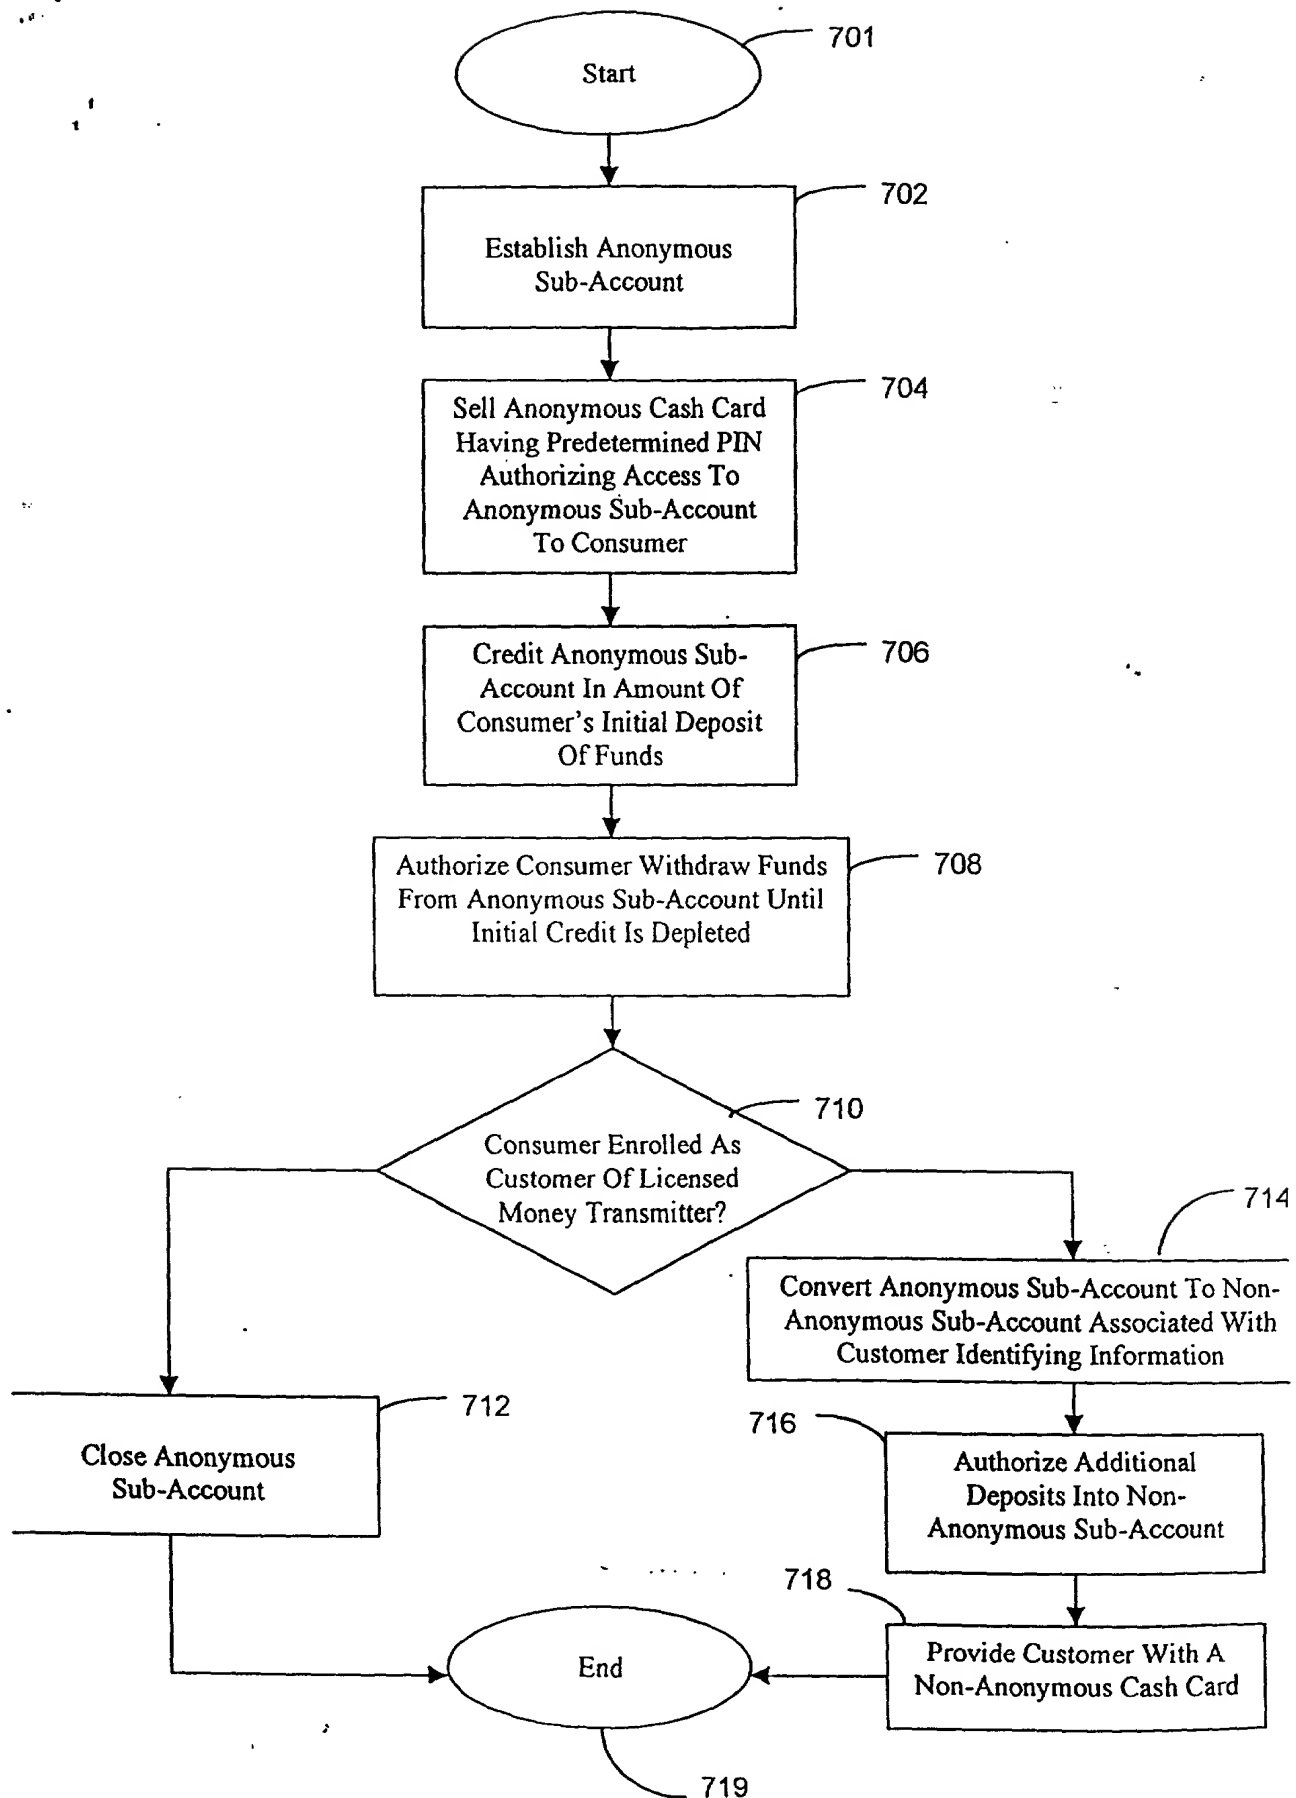 701
Start
702
Establish Anonymous
Sub-Account
704
Sell Anonymous Cash Card
Having Predetermined PIN
Authorizing Access To
Anonymous Sub-Account
To Consumer
706
Credit Anonymous Sub-
Account In Amount Of
Consumer's Initial Deposit
Of Funds
708
Authorize Consumer Withdraw Funds
From Anonymous Sub-Account Until
Initial Credit Is Depleted
710
Consumer Enrolled As
Customer Of Licensed
Money Transmitter?
714
Convert Anonymous Sub-Account To Non-
Anonymous Sub-Account Associated With
Customer Identifying Information
712
Close Anonymous
Sub-Account
716
Authorize Additional
Deposits Into Non-
Anonymous Sub-Account
718
Provide Customer With A
Non-Anonymous Cash Card
End
719